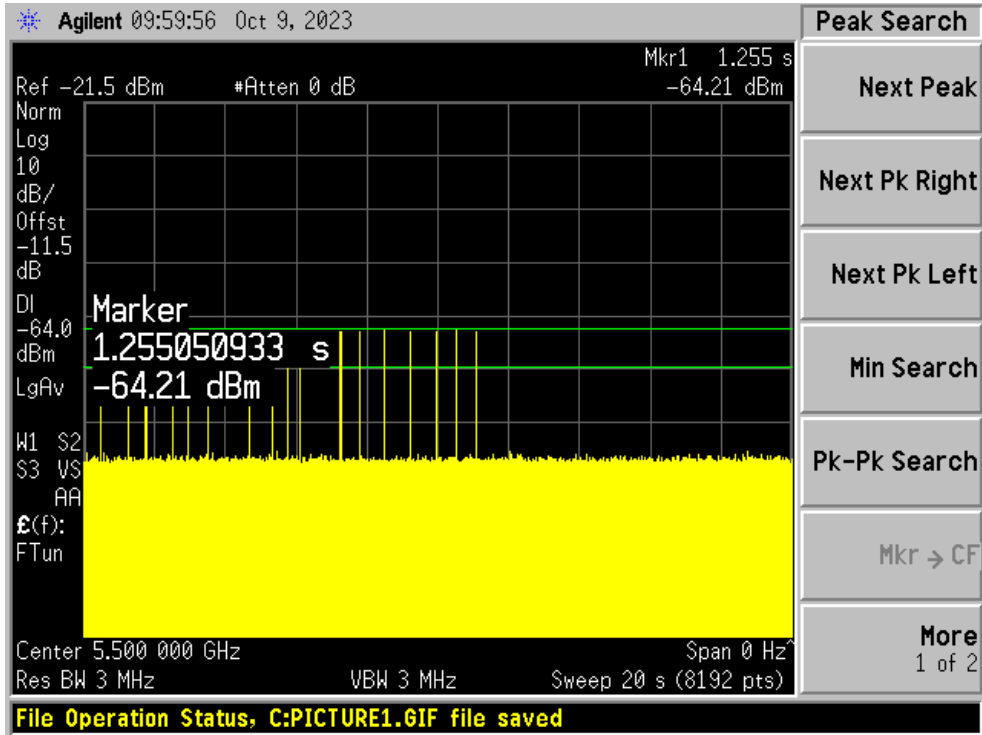 Agilent 09:59:56 Oct 9, 2023
Peak Search
Mkr1 1.255 s
Ref -21.5 dBm #Atten 0 dB -64.21 dBm
Norm
Log
10
dB/
Offst
-11.5
dB
DI
-64.0
dBm
LgAv
W1 S2
S3 VS
AA
£(f):
FTun
Marker
1.255050933 s
-64.21 dBm
Center 5.500 000 GHz Span 0 Hz^
Res BW 3 MHz VBW 3 MHz Sweep 20 s (8192 pts)
Next Peak
Next Pk Right
Next Pk Left
Min Search
Pk-Pk Search
Mkr → CF
More
1 of 2
File Operation Status, C:PICTURE1.GIF file saved